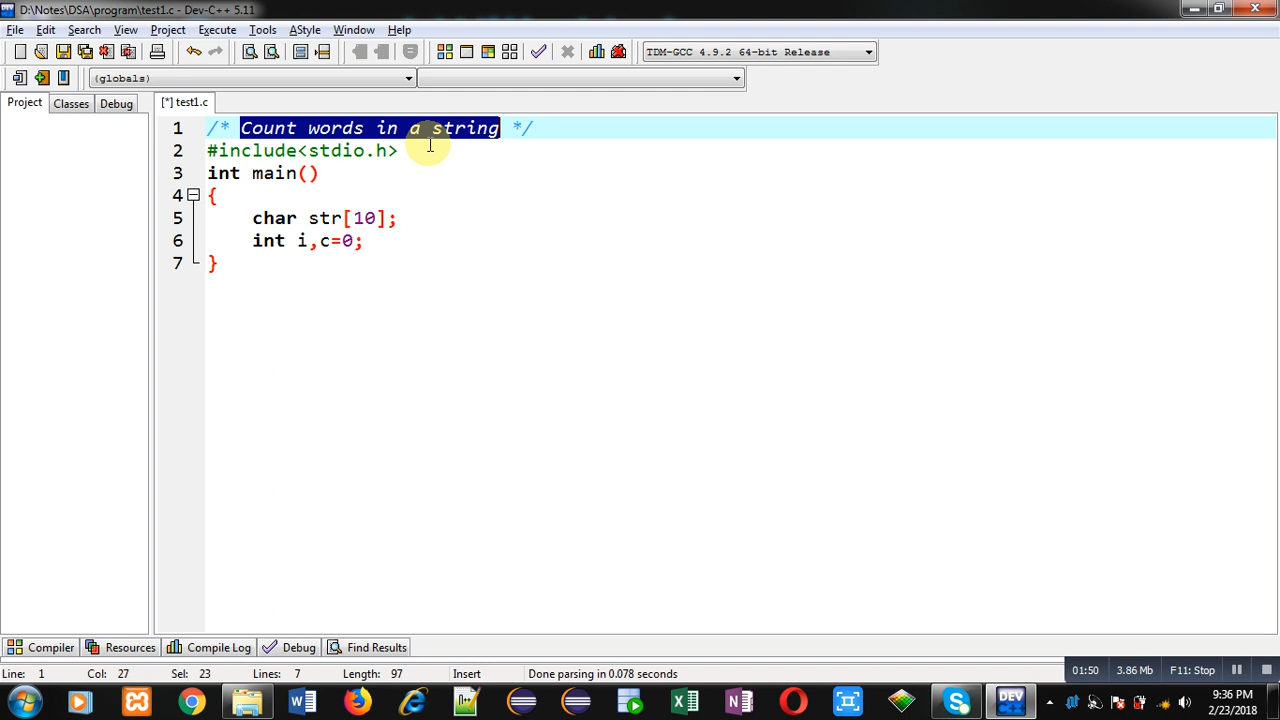 D:\Notes\DSA\program\test1.c - Dev-C++ 5.11
File Edit Search View Project Execute Tools AStyle Window Help
TDM-GCC 4.9.2 64-bit Release
(globals)
Project Classes Debug [*] test1.c
1 /* Count words in a string */
2 #include<stdio.h>
3 int main()
4 {
5 char str[10];
6 int i,c=0;
7 }
Compiler Resources Compile Log Debug Find Results
Line: 1 Col: 27 Sel: 23 Lines: 7 Length: 97 Insert Done parsing in 0.078 seconds
01:50 3.86 Mb F11: Stop
DEV
C++
9:36 PM
2/23/2018